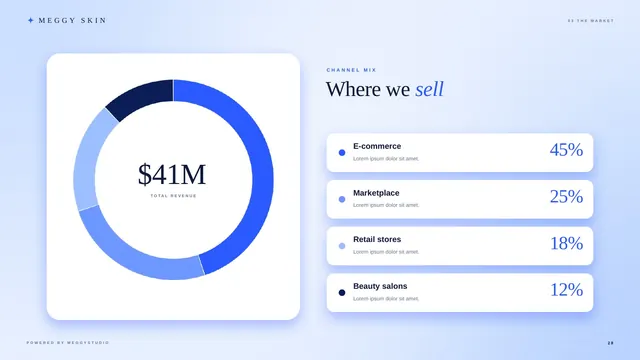 MEGGY SKIN
03 THE MARKET
$41M
TOTAL REVENUE
CHANNEL MIX
Where we sell
E-commerce
Lorem ipsum dolor sit amet.
45%
Marketplace
Lorem ipsum dolor sit amet.
25%
Retail stores
Lorem ipsum dolor sit amet.
18%
Beauty salons
Lorem ipsum dolor sit amet.
12%
POWERED BY MEGGYSTUDIO